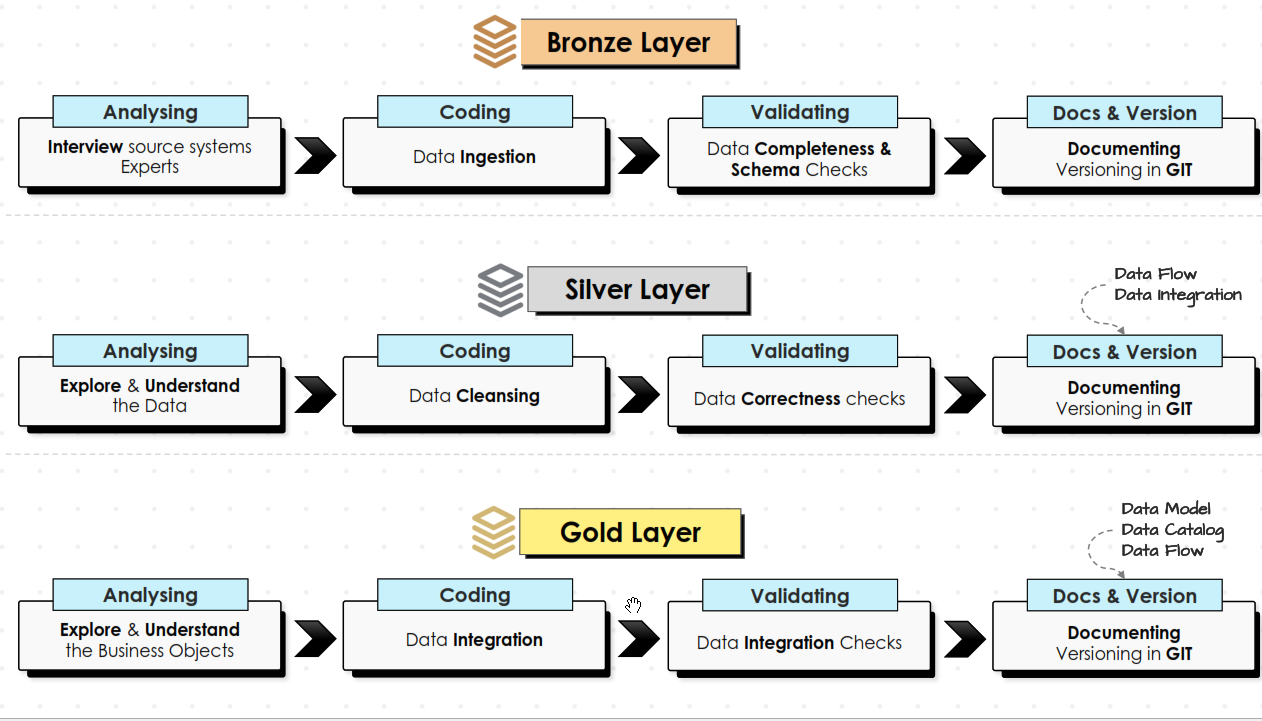 Bronze Layer
Analysing
Interview source systems
Experts
Coding
Data Ingestion
Validating
Data Completeness &
Schema Checks
Docs & Version
Documenting
Versioning in GIT
Silver Layer
Data Flow
Data Integration
Analysing
Explore & Understand
the Data
Coding
Data Cleansing
Validating
Data Correctness checks
Docs & Version
Documenting
Versioning in GIT
Gold Layer
Data Model
Data Catalog
Data Flow
Analysing
Explore & Understand
the Business Objects
Coding
Data Integration
Validating
Data Integration Checks
Docs & Version
Documenting
Versioning in GIT